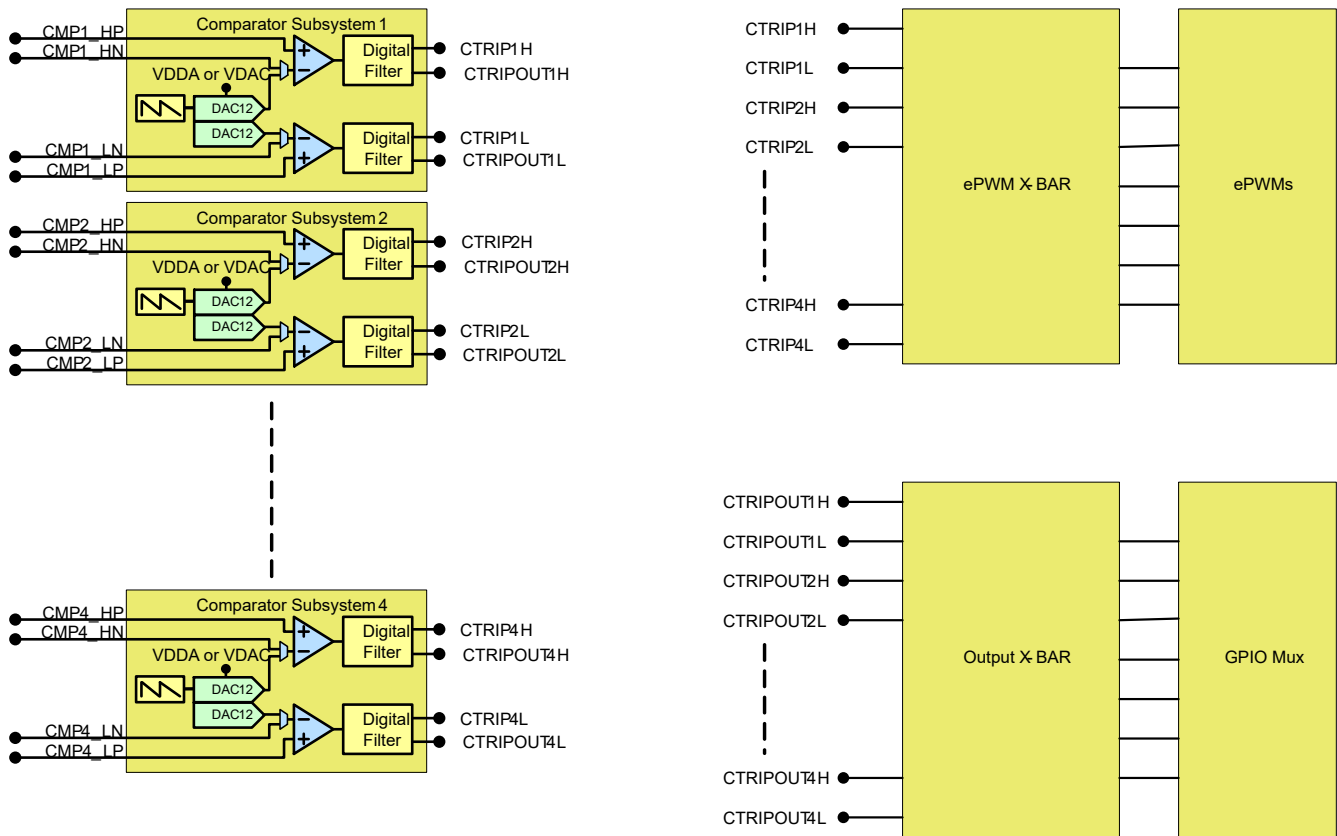 Comparator Subsystem 1
CMP1_HP
CMP1_HN
VDDA or VDAC
DAC12
DAC12
CMP1_LN
CMP1_LP
Digital
Filter
Digital
Filter
CTRIP1H
CTRIPOUT1H
CTRIP1L
CTRIPOUT1L
Comparator Subsystem 2
CMP2_HP
CMP2_HN
VDDA or VDAC
DAC12
DAC12
CMP2_LN
CMP2_LP
Digital
Filter
Digital
Filter
CTRIP2H
CTRIPOUT2H
CTRIP2L
CTRIPOUT2L
Comparator Subsystem 4
CMP4_HP
CMP4_HN
VDDA or VDAC
DAC12
DAC12
CMP4_LN
CMP4_LP
Digital
Filter
Digital
Filter
CTRIP4H
CTRIPOUT4H
CTRIP4L
CTRIPOUT4L
CTRIP1H
CTRIP1L
CTRIP2H
CTRIP2L
CTRIP4H
CTRIP4L
ePWM X-BAR
ePWMs
CTRIPOUT1H
CTRIPOUT1L
CTRIPOUT2H
CTRIPOUT2L
CTRIPOUT4H
CTRIPOUT4L
Output X-BAR
GPIO Mux